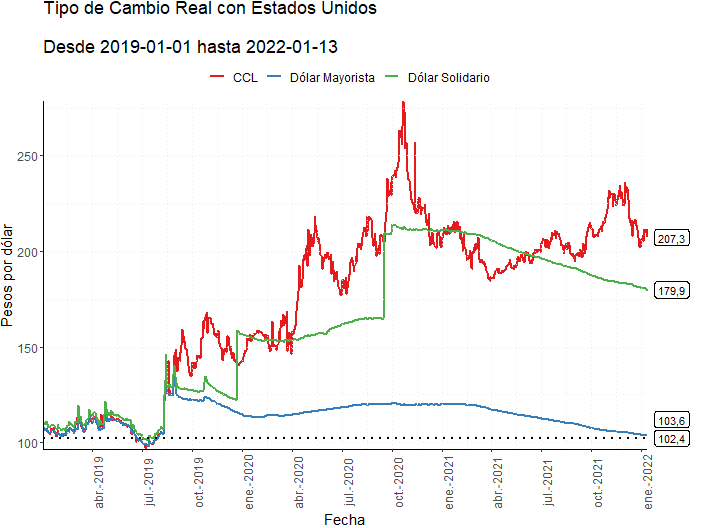 Tipo de Cambio Real con Estados Unidos
Desde 2019-01-01 hasta 2022-01-13
CCL Dólar Mayorista Dólar Solidario
Pesos por dólar
250
200
150
100
207,3
179,9
103,6
102,4
abr.-2019 jul.-2019 oct.-2019 ene.-2020 abr.-2020 jul.-2020 oct.-2020 ene.-2021 abr.-2021 jul.-2021 oct.-2021 ene.-2022
Fecha